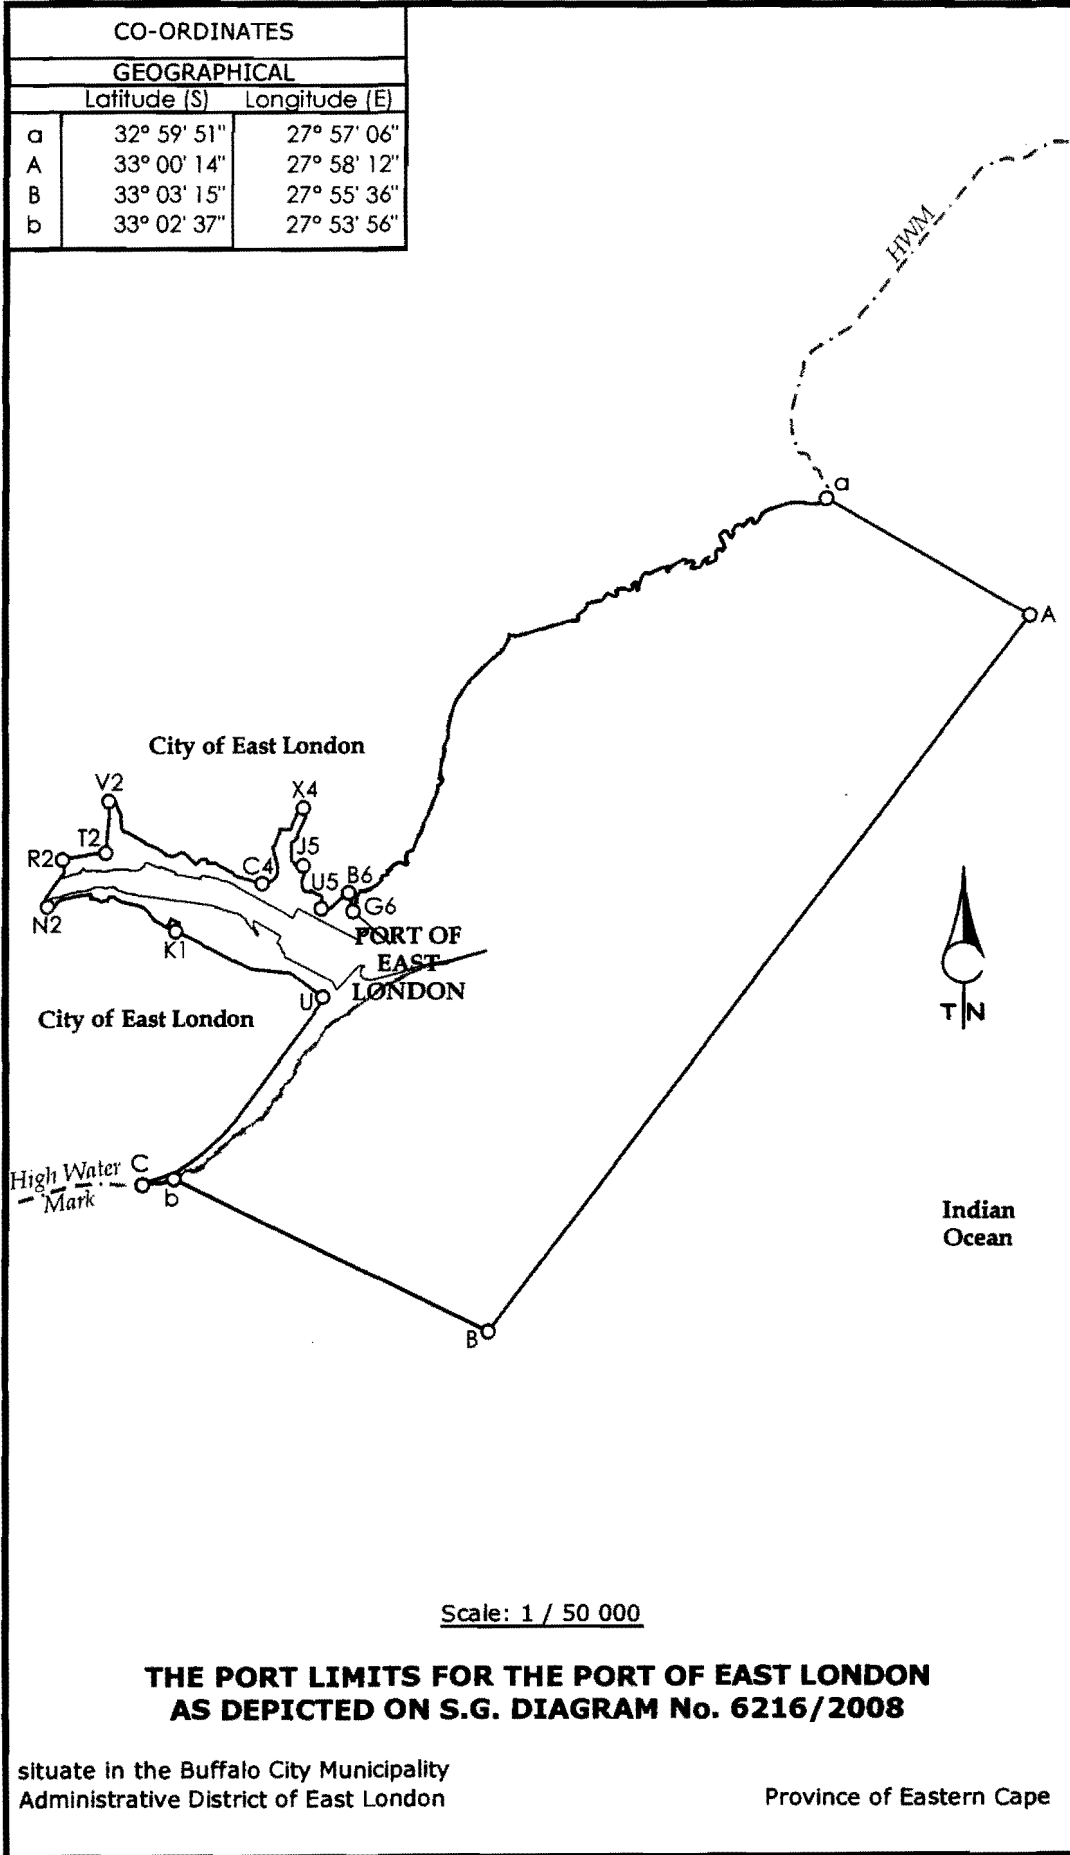 CO-ORDINATES
GEOGRAPHICAL
Latitude (S) Longitude (E)
a 32° 59' 51" 27° 57' 06"
A 33° 00' 14" 27° 58' 12"
B 33° 03' 15" 27° 55' 36"
b 33° 02' 37" 27° 53' 56"
HWM
a
A
City of East London
V2
X4
T2
R2
J5
C4
U5 B6
G6
N2
K1
PORT OF
EAST
LONDON
U
City of East London
T N
C
High Water
Mark
b
Indian
Ocean
B
Scale: 1 / 50 000
THE PORT LIMITS FOR THE PORT OF EAST LONDON
AS DEPICTED ON S.G. DIAGRAM No. 6216/2008
situate in the Buffalo City Municipality
Administrative District of East London
Province of Eastern Cape